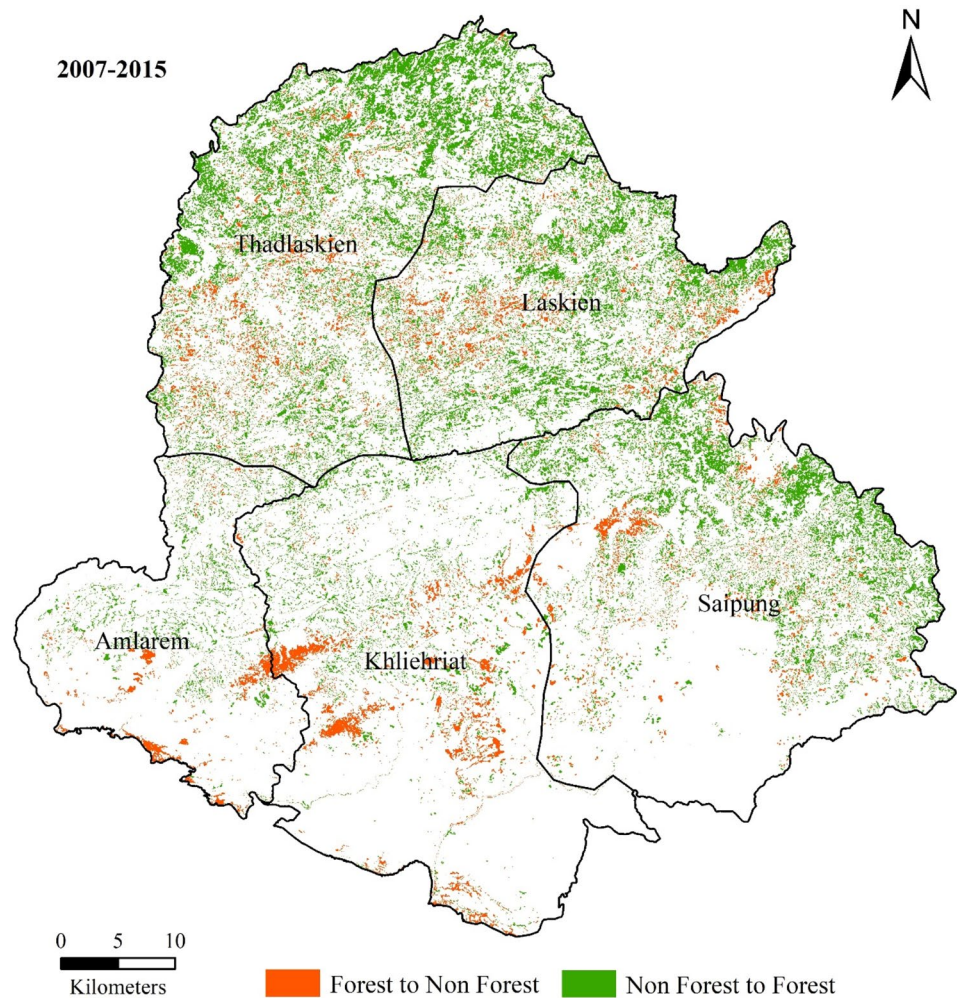 N
2007-2015
Thadlaskien
Laskien
Saipung
Amlarem
Khliehriat
0 5 10
Kilometers
Forest to Non Forest
Non Forest to Forest